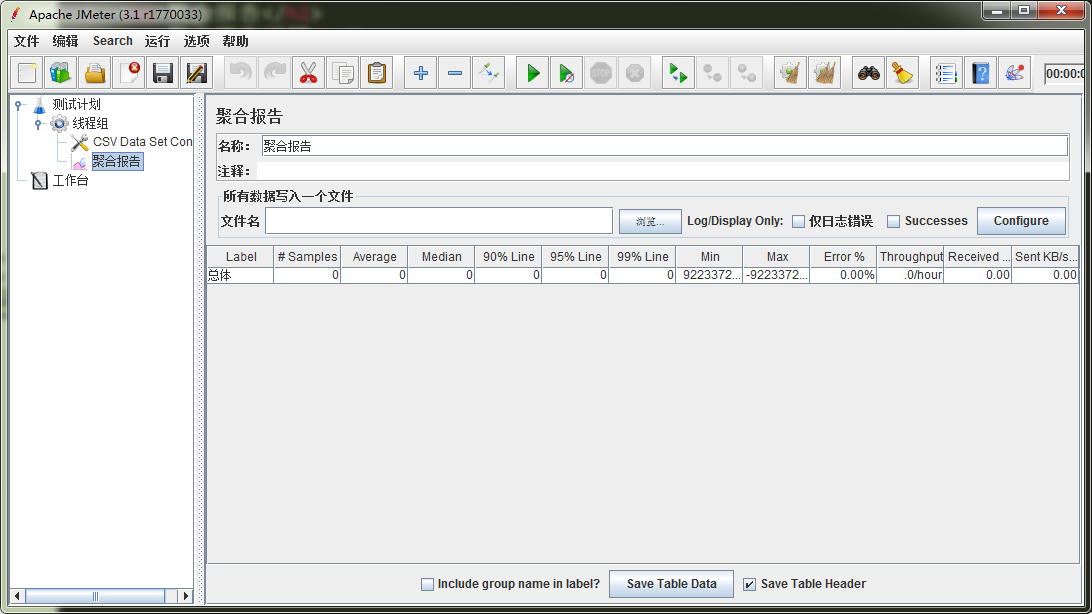 Apache JMeter (3.1 r1770033)
文件 编辑 Search 运行 选项 帮助
STOP 00:00:0
测试计划
线程组
CSV Data Set Con
聚合报告
工作台
聚合报告
名称： 聚合报告
注释：
所有数据写入一个文件
文件名 浏览... Log/Display Only: 仅日志错误 Successes Configure
Label # Samples Average Median 90% Line 95% Line 99% Line Min Max Error % Throughput Received ... Sent KB/s...
总体 0 0 0 0 0 0 9223372... -9223372... 0.00% .0/hour 0.00 0.00
Include group name in label? Save Table Data Save Table Header